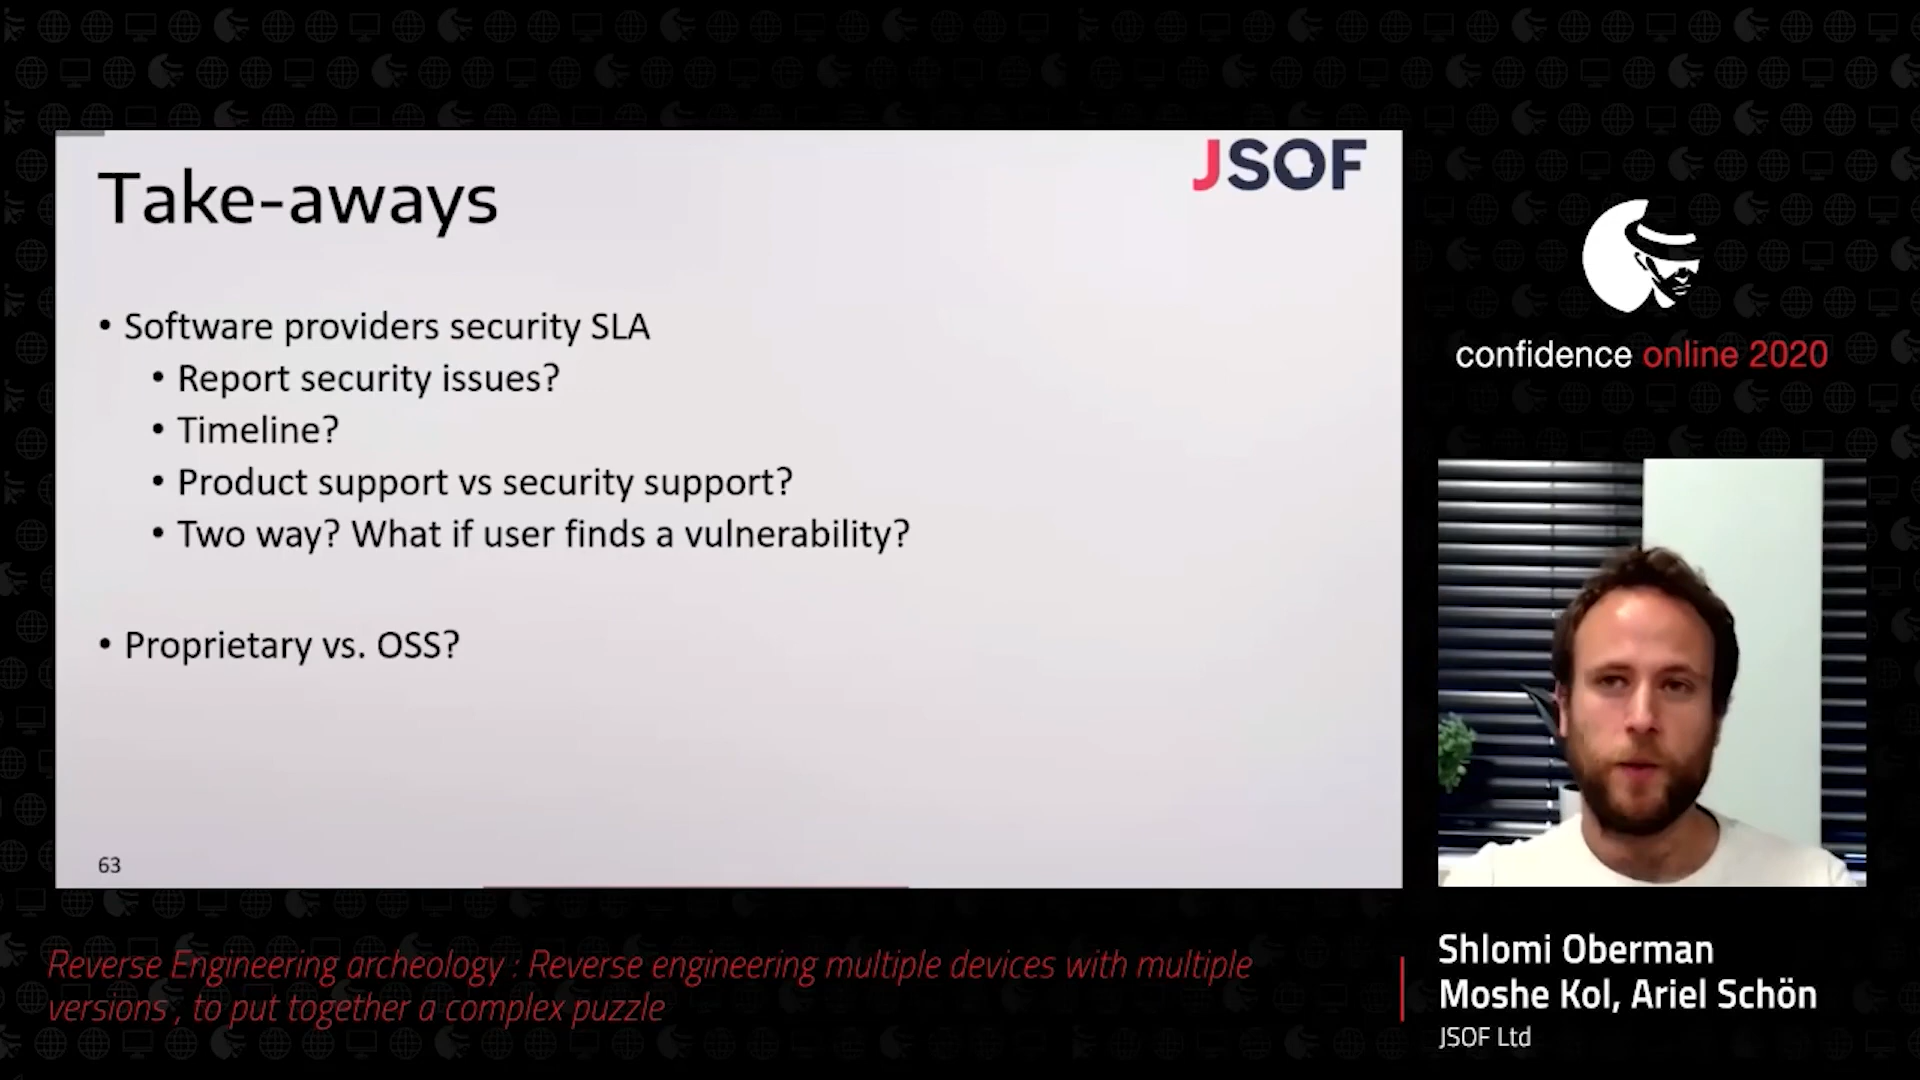 JSOF
Take-aways
• Software providers security SLA
• Report security issues?
• Timeline?
• Product support vs security support?
• Two way? What if user finds a vulnerability?
• Proprietary vs. OSS?
63
confidence online 2020
Reverse Engineering archeology : Reverse engineering multiple devices with multiple
versions , to put together a complex puzzle
Shlomi Oberman
Moshe Kol, Ariel Schön
JSOF Ltd